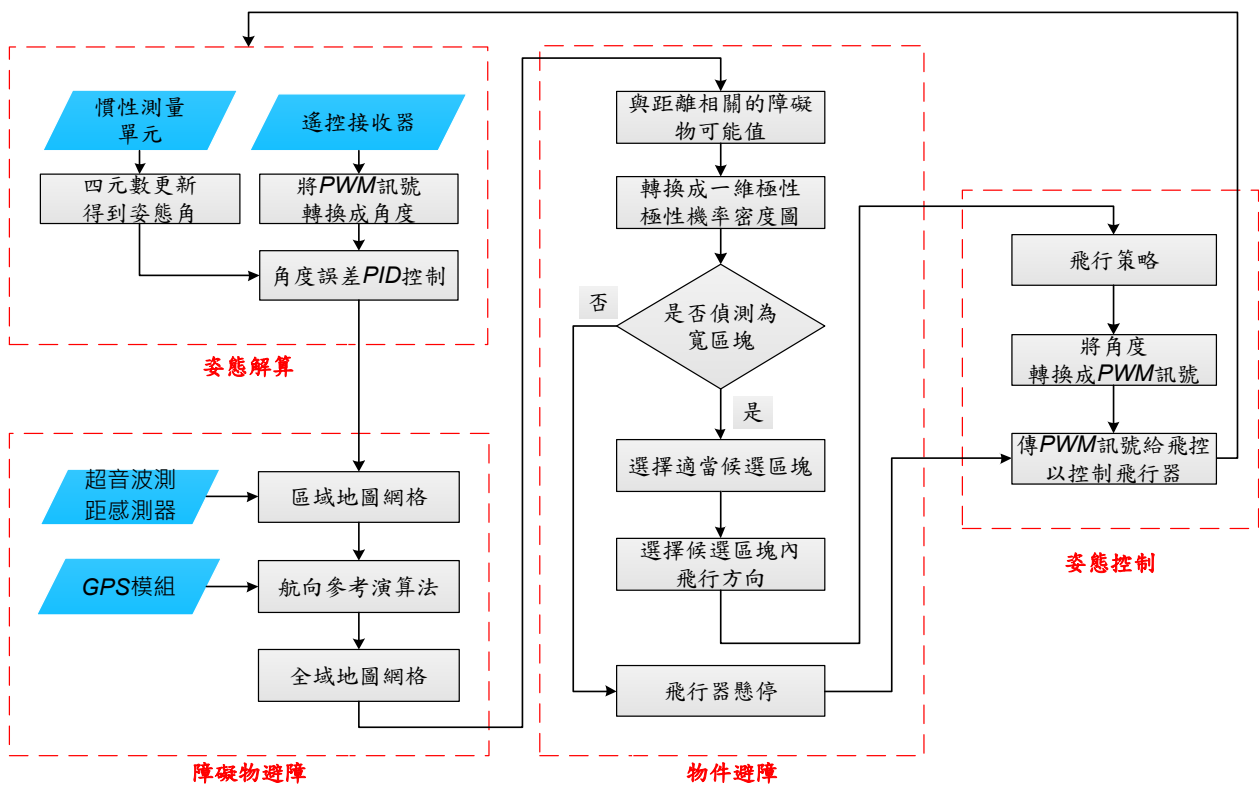 慣性測量
單元
遙控接收器
四元數更新
得到姿態角
將PWM訊號
轉換成角度
角度誤差PID控制
姿態解算
超音波測
距感測器
區域地圖網格
GPS模組
航向參考演算法
全域地圖網格
障礙物避障
與距離相關的障礙
物可能值
轉換成一維極性
極性機率密度圖
是否偵測為
寬區塊
否
是
選擇適當候選區塊
選擇候選區塊內
飛行方向
飛行器懸停
物件避障
飛行策略
將角度
轉換成PWM訊號
傳PWM訊號給飛控
以控制飛行器
姿態控制